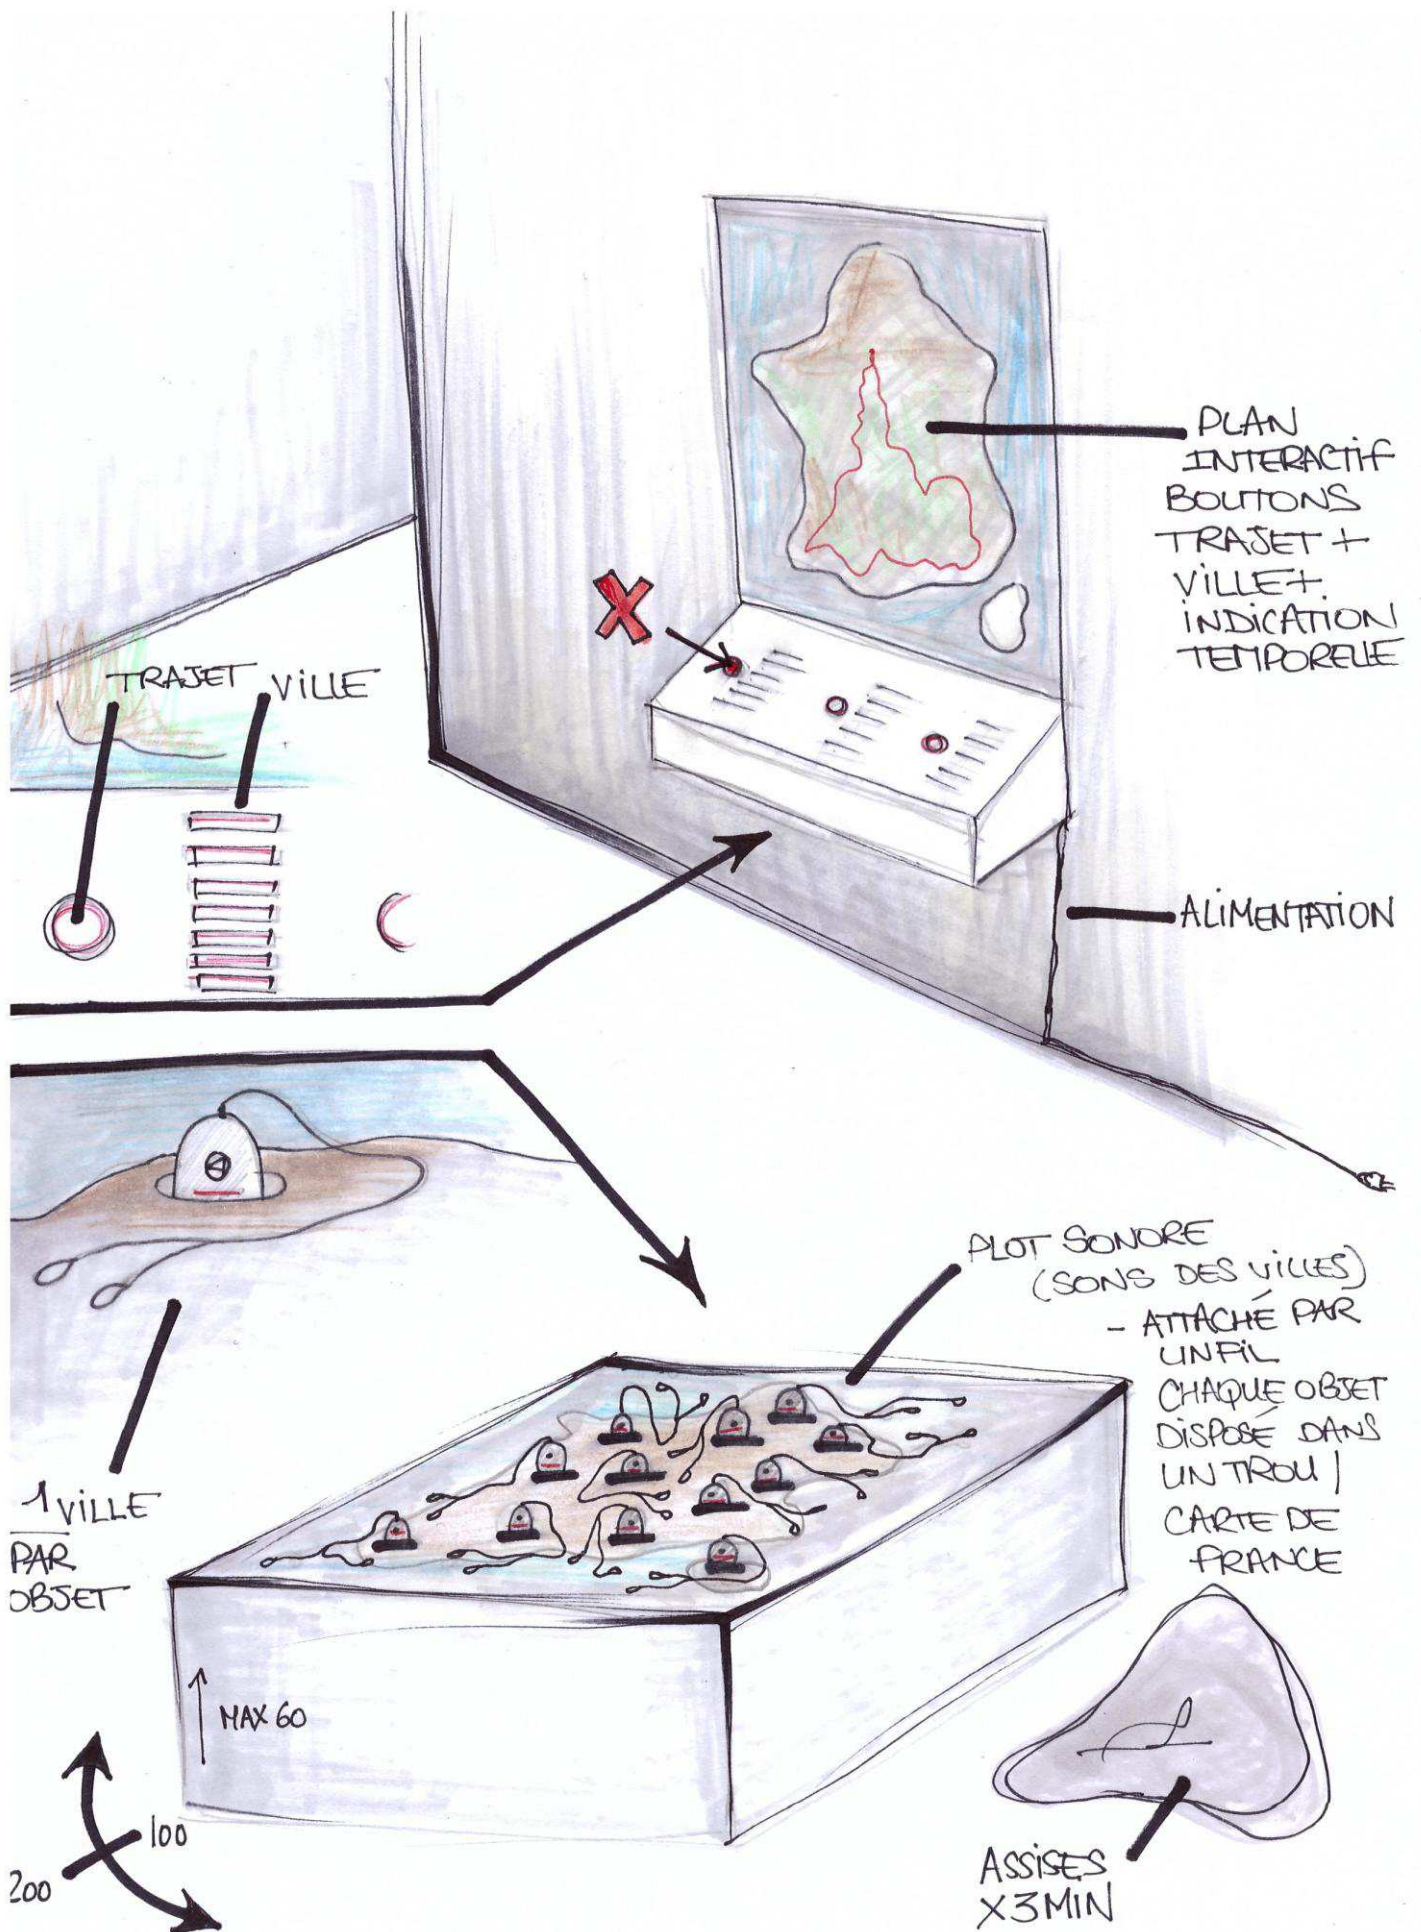 PLAN
INTERACTIF
BOUTONS
TRAJET +
VILLE +
INDICATION
TEMPORELLE
X
TRAJET
VILLE
ALIMENTATION
PLOT SONORE
(SONS DES VILLES)
- ATTACHÉ PAR
UN FIL
CHAQUE OBJET
DISPOSÉ DANS
UN TROU /
CARTE DE
FRANCE
1 VILLE
PAR
OBJET
MAX 60
100
200
ASSISES
X3 MIN